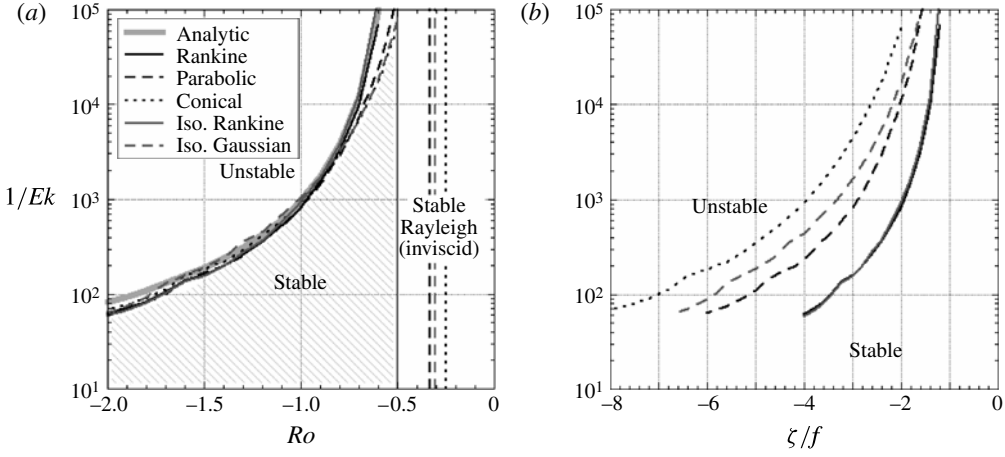 (a)
10^5
10^4
10^3
10^2
10^1
1/Ek
Analytic
Rankine
Parabolic
Conical
Iso. Rankine
Iso. Gaussian
Unstable
Stable
Stable
Rayleigh
(inviscid)
−2.0 −1.5 −1.0 −0.5 0
Ro
(b)
10^5
10^4
10^3
10^2
10^1
Unstable
Stable
−8 −6 −4 −2 0
ζ/f